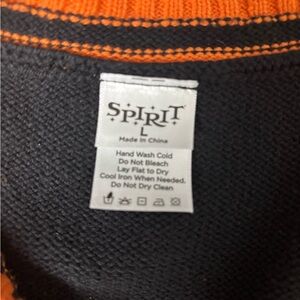 SPIRIT
L
Made in China
Hand Wash Cold
Do Not Bleach
Lay Flat to Dry
Cool Iron When Needed.
Do Not Dry Clean